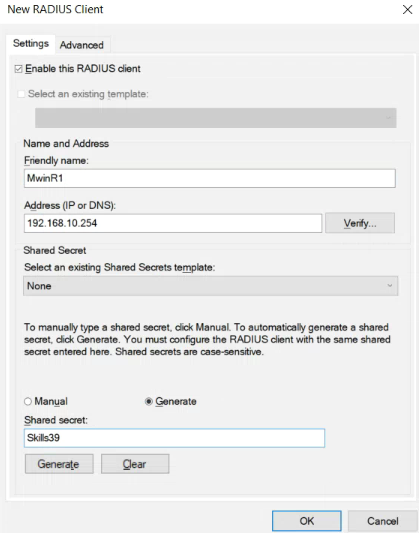 New RADIUS Client
Settings Advanced
Enable this RADIUS client
Select an existing template:
Name and Address
Friendly name:
MwinR1
Address (IP or DNS):
192.168.10.254 Verify...
Shared Secret
Select an existing Shared Secrets template:
None
To manually type a shared secret, click Manual. To automatically generate a shared
secret, click Generate. You must configure the RADIUS client with the same shared
secret entered here. Shared secrets are case-sensitive.
Manual Generate
Shared secret:
Skills39
Generate Clear
OK Cancel